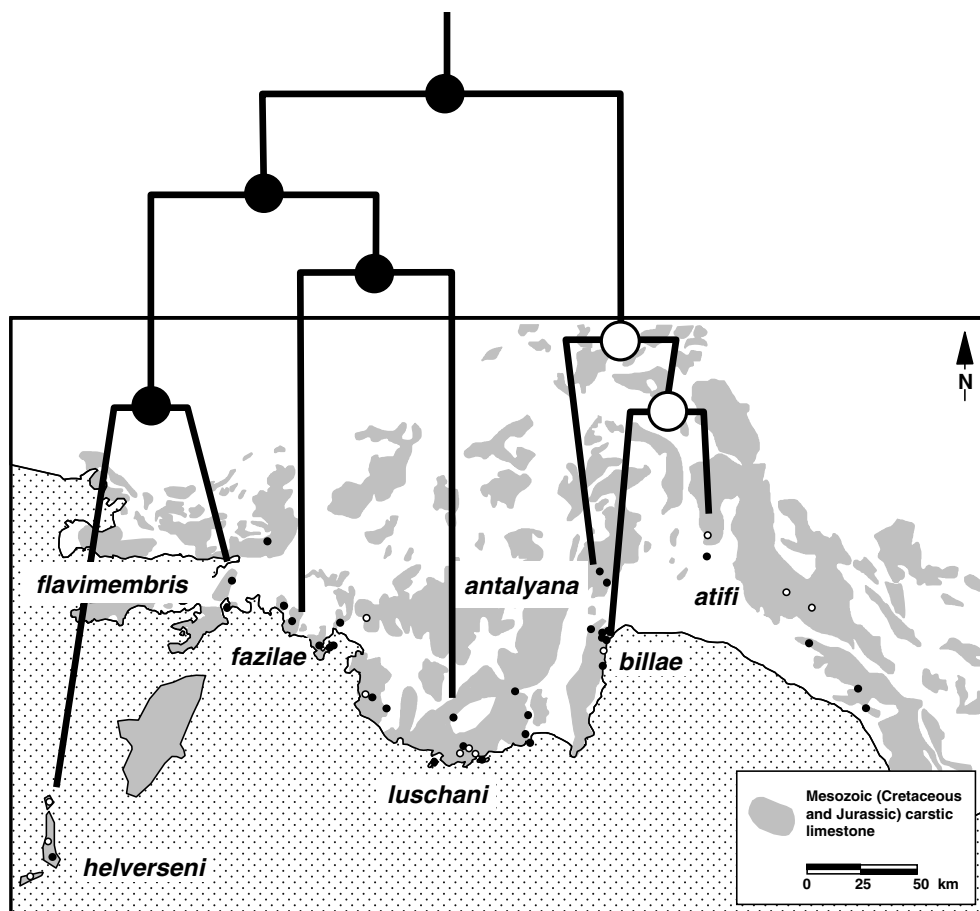 N
flavimembris
antalyana
atifi
fazilae
billae
luschani
helverseni
Mesozoic (Cretaceous
and Jurassic) carstic
limestone
0 25 50 km